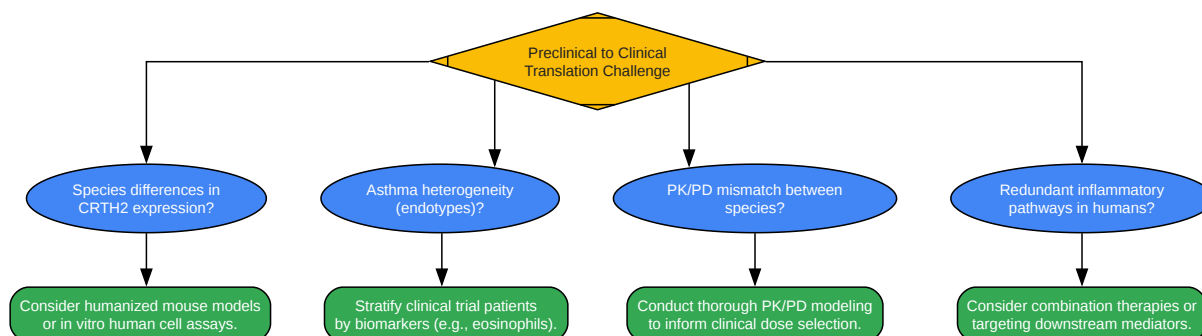 Preclinical to Clinical
Translation Challenge
Species differences in
CRTH2 expression?
Asthma heterogeneity
(endotypes)?
PK/PD mismatch between
species?
Redundant inflammatory
pathways in humans?
Consider humanized mouse models
or in vitro human cell assays.
Stratify clinical trial patients
by biomarkers (e.g., eosinophils).
Conduct thorough PK/PD modeling
to inform clinical dose selection.
Consider combination therapies or
targeting downstream mediators.